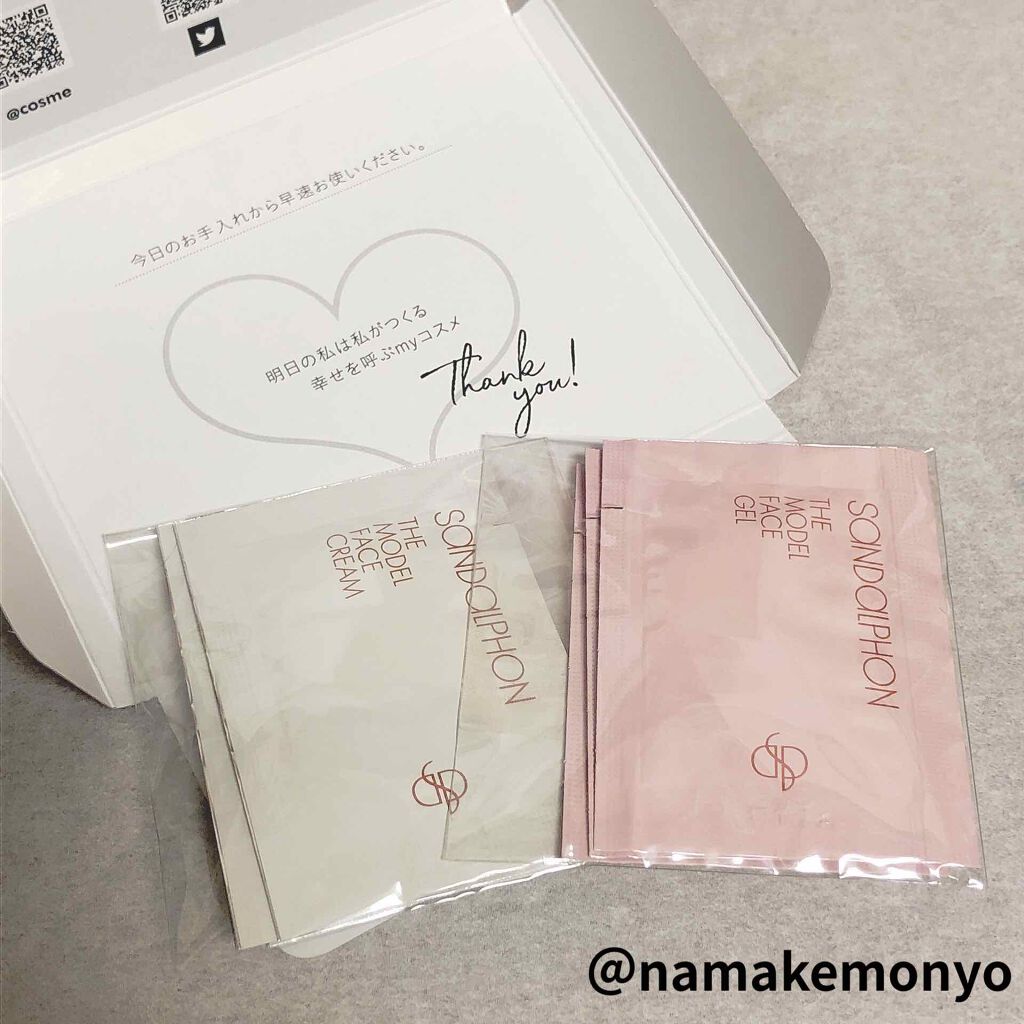 @cosme
今日のお手入れから早速お使いください。
明日の私は私がつくる
幸せを呼ぶmyコスメ
Thank
you!
SANDALPHON
THE
MODEL
FACE
CREAM
SANDALPHON
THE
MODEL
FACE
GEL
@namakemonyo